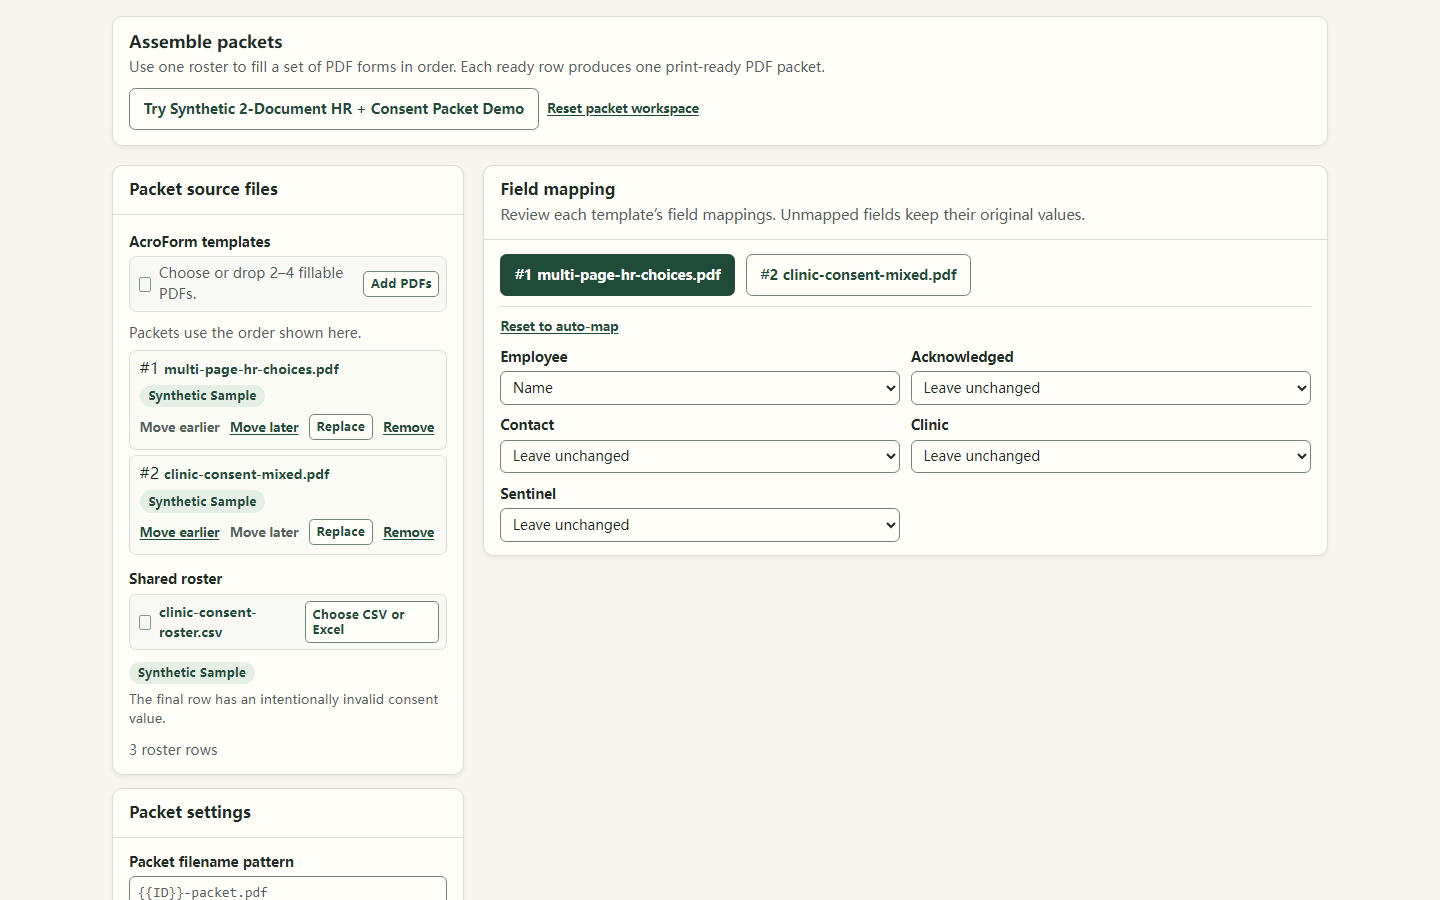 Assemble packets
Use one roster to fill a set of PDF forms in order. Each ready row produces one print-ready PDF packet.
Try Synthetic 2-Document HR + Consent Packet Demo
Reset packet workspace
Packet source files
AcroForm templates
Choose or drop 2–4 fillable
PDFs.
Add PDFs
Packets use the order shown here.
#1 multi-page-hr-choices.pdf
Synthetic Sample
Move earlier Move later Replace Remove
#2 clinic-consent-mixed.pdf
Synthetic Sample
Move earlier Move later Replace Remove
Shared roster
clinic-consent-
roster.csv
Choose CSV or
Excel
Synthetic Sample
The final row has an intentionally invalid consent
value.
3 roster rows
Packet settings
Packet filename pattern
{{ID}}-packet.pdf
Field mapping
Review each template’s field mappings. Unmapped fields keep their original values.
#1 multi-page-hr-choices.pdf
#2 clinic-consent-mixed.pdf
Reset to auto-map
Employee
Name
Acknowledged
Leave unchanged
Contact
Leave unchanged
Clinic
Leave unchanged
Sentinel
Leave unchanged